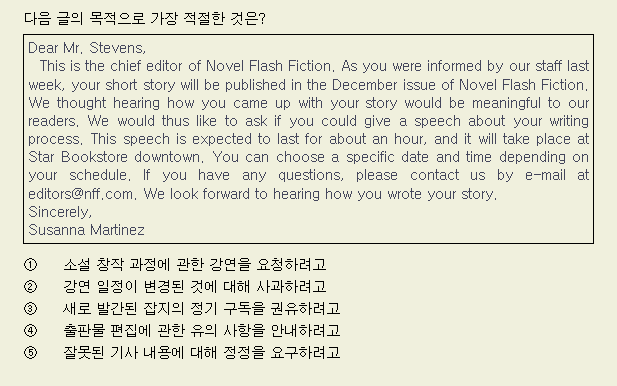 다음 글의 목적으로 가장 적절한 것은?
Dear Mr. Stevens,
This is the chief editor of Novel Flash Fiction. As you were informed by our staff last
week, your short story will be published in the December issue of Novel Flash Fiction.
We thought hearing how you came up with your story would be meaningful to our
readers. We would thus like to ask if you could give a speech about your writing
process. This speech is expected to last for about an hour, and it will take place at
Star Bookstore downtown. You can choose a specific date and time depending on
your schedule. If you have any questions, please contact us by e-mail at
editors@nff.com. We look forward to hearing how you wrote your story.
Sincerely,
Susanna Martinez
① 소설 창작 과정에 관한 강연을 요청하려고
② 강연 일정이 변경된 것에 대해 사과하려고
③ 새로 발간된 잡지의 정기 구독을 권유하려고
④ 출판물 편집에 관한 유의 사항을 안내하려고
⑤ 잘못된 기사 내용에 대해 정정을 요구하려고